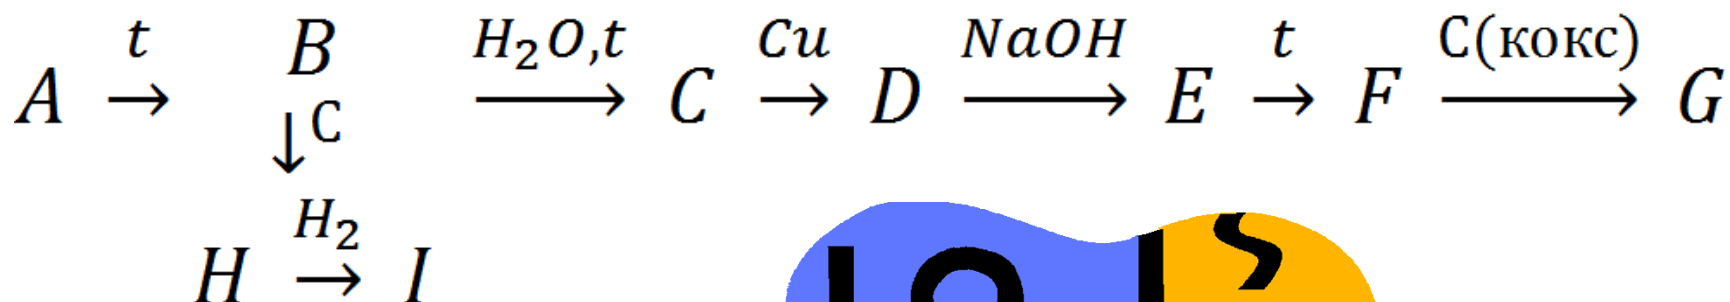 A →(t) B →(H₂O,t) C →(Cu) D →(NaOH) E →(t) F →(C(кокс)) G
↓C
H →(H₂) I